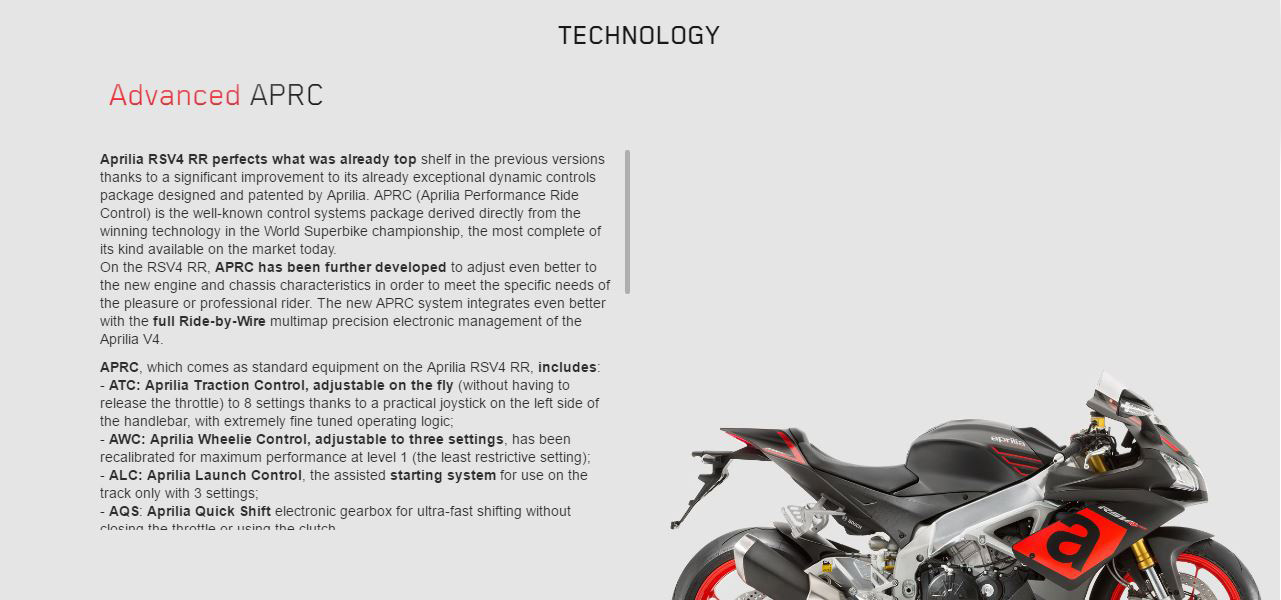 TECHNOLOGY
Advanced APRC
Aprilia RSV4 RR perfects what was already top shelf in the previous versions
thanks to a significant improvement to its already exceptional dynamic controls
package designed and patented by Aprilia. APRC (Aprilia Performance Ride
Control) is the well-known control systems package derived directly from the
winning technology in the World Superbike championship, the most complete of
its kind available on the market today.
On the RSV4 RR, APRC has been further developed to adjust even better to
the new engine and chassis characteristics in order to meet the specific needs of
the pleasure or professional rider. The new APRC system integrates even better
with the full Ride-by-Wire multimap precision electronic management of the
Aprilia V4.
APRC, which comes as standard equipment on the Aprilia RSV4 RR, includes:
- ATC: Aprilia Traction Control, adjustable on the fly (without having to
release the throttle) to 8 settings thanks to a practical joystick on the left side of
the handlebar, with extremely fine tuned operating logic;
- AWC: Aprilia Wheelie Control, adjustable to three settings, has been
recalibrated for maximum performance at level 1 (the least restrictive setting);
- ALC: Aprilia Launch Control, the assisted starting system for use on the
track only with 3 settings;
- AQS: Aprilia Quick Shift electronic gearbox for ultra-fast shifting without
closing the throttle or using the clutch
aprilia
RSV4
a